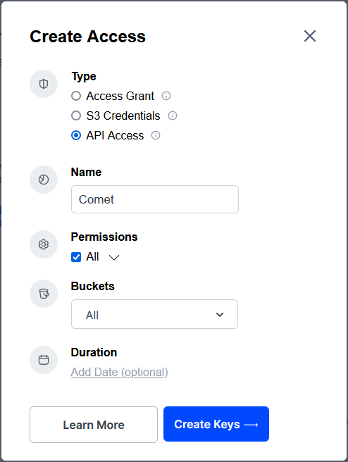 Create Access
Type
Access Grant
S3 Credentials
API Access
Name
Comet
Permissions
All
Buckets
All
Duration
Add Date (optional)
Learn More
Create Keys